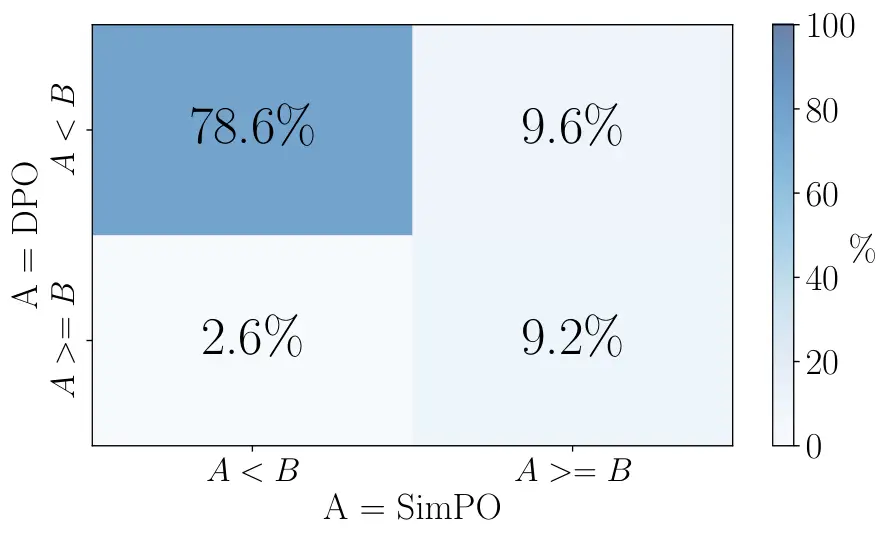 A = DPO
A < B
A >= B
78.6%
9.6%
2.6%
9.2%
A < B
A >= B
A = SimPO
100
80
60
40
20
0
%